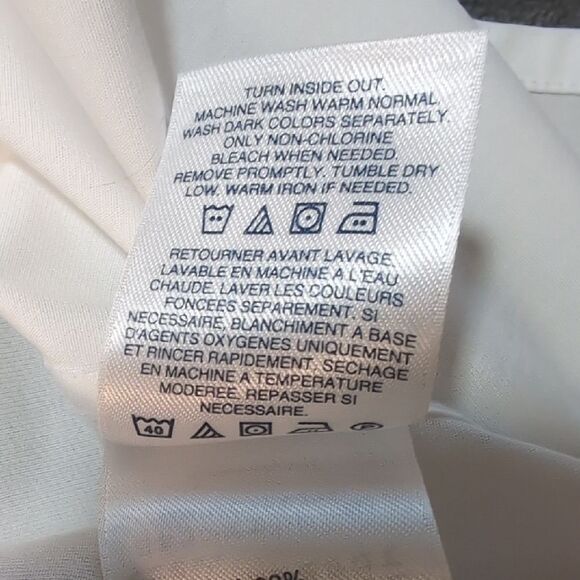 TURN INSIDE OUT.
MACHINE WASH WARM NORMAL.
WASH DARK COLORS SEPARATELY.
ONLY NON-CHLORINE
BLEACH WHEN NEEDED.
REMOVE PROMPTLY. TUMBLE DRY
LOW. WARM IRON IF NEEDED.
RETOURNER AVANT LAVAGE.
LAVABLE EN MACHINE A L'EAU
CHAUDE. LAVER LES COULEURS
FONCEES SEPAREMENT. SI
NECESSAIRE, BLANCHIMENT A BASE
D'AGENTS OXYGENES UNIQUEMENT
ET RINCER RAPIDEMENT. SECHAGE
EN MACHINE A TEMPERATURE
MODEREE. REPASSER SI
NECESSAIRE.
40